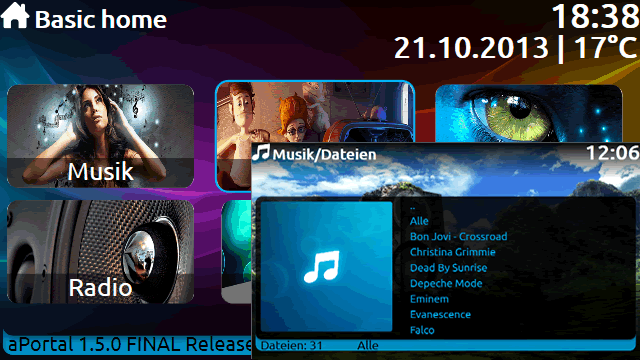 Basic home
18:38
21.10.2013 | 17°C
Musik
Radio
aPortal 1.5.0 FINAL Release
Musik/Dateien
12:06
..
Alle
Bon Jovi - Crossroad
Christina Grimmie
Dead By Sunrise
Depeche Mode
Eminem
Evanescence
Falco
Dateien: 31
Alle